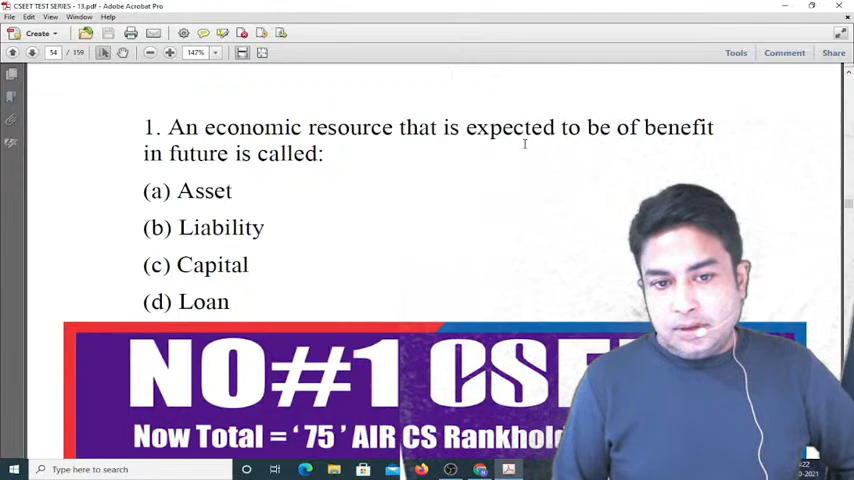 CSEET TEST SERIES - 13.pdf - Adobe Acrobat Pro
File Edit View Window Help
Create
54 / 159 147% Tools Comment Share
1. An economic resource that is expected to be of benefit
in future is called:
(a) Asset
(b) Liability
(c) Capital
(d) Loan
NO#1
Now Total = ‘ 75 ’ AIR CS
Type here to search